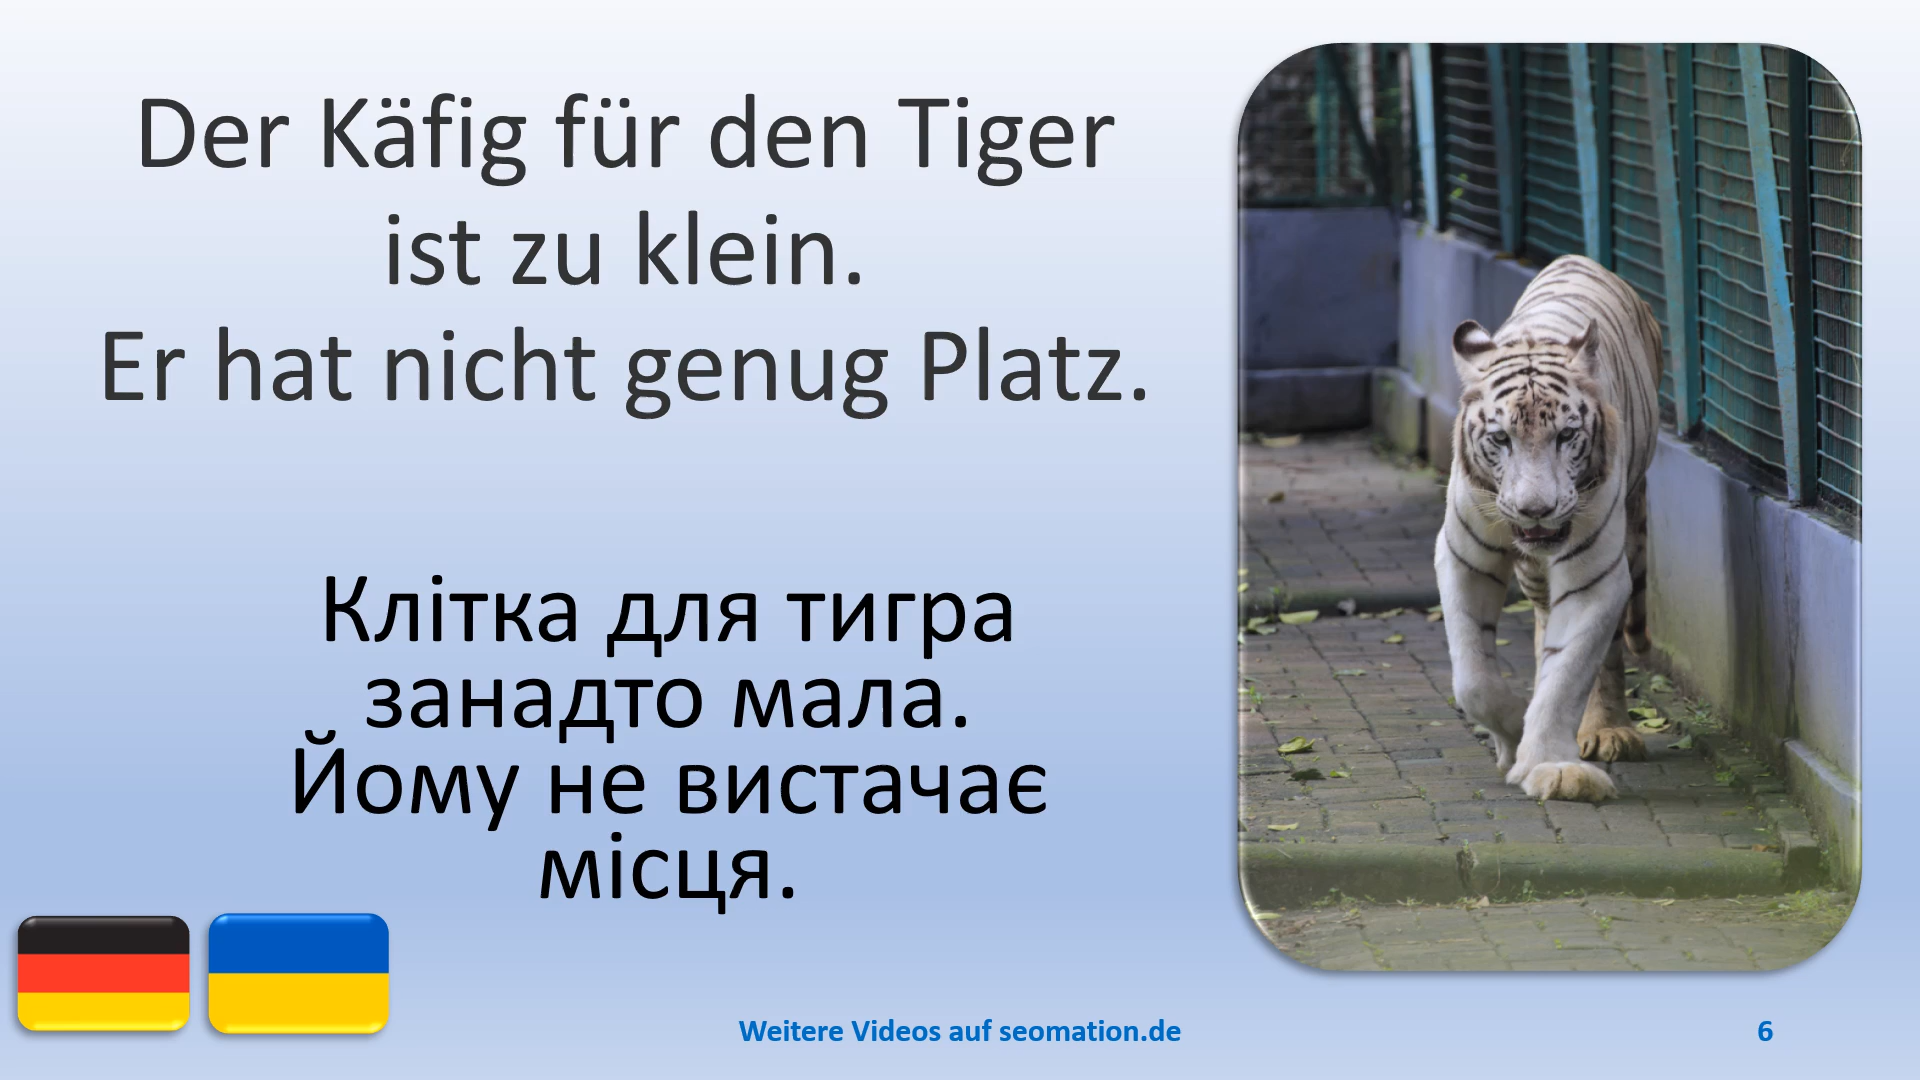 Der Käfig für den Tiger
ist zu klein.
Er hat nicht genug Platz.
Клітка для тигра
занадто мала.
Йому не вистачає
місця.
Weitere Videos auf seomation.de
6